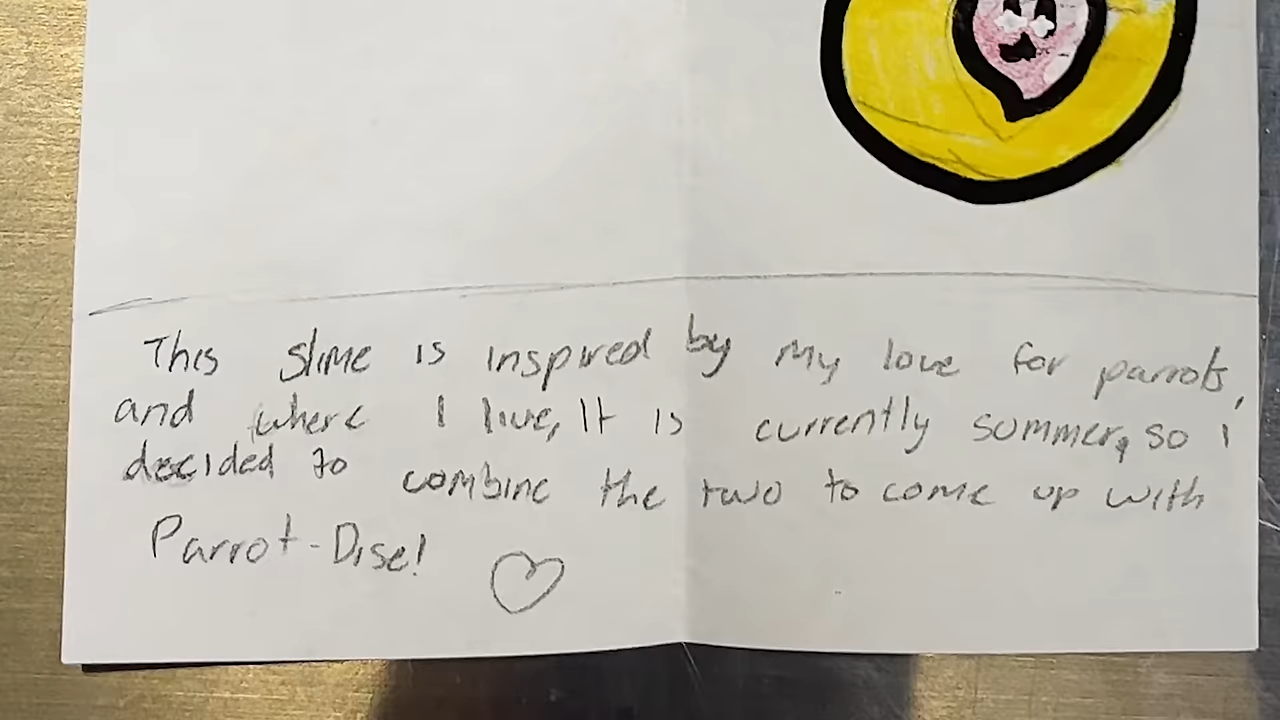 This slime is inspired by my love for parrots,
and where I live, It is currently summer, so i
decided to combine the two to come up with
Parrot-Dise!